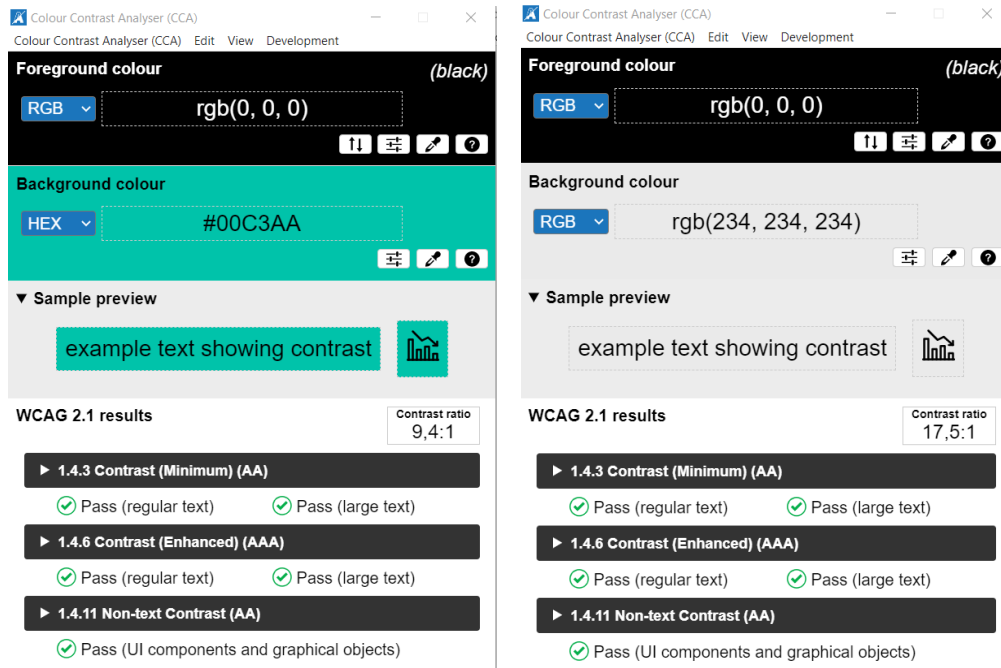 Colour Contrast Analyser (CCA)
Colour Contrast Analyser (CCA) Edit View Development
Foreground colour (black)
RGB rgb(0, 0, 0)
Background colour
HEX #00C3AA
Sample preview
example text showing contrast
WCAG 2.1 results
Contrast ratio
9,4:1
1.4.3 Contrast (Minimum) (AA)
Pass (regular text) Pass (large text)
1.4.6 Contrast (Enhanced) (AAA)
Pass (regular text) Pass (large text)
1.4.11 Non-text Contrast (AA)
Pass (UI components and graphical objects)
Colour Contrast Analyser (CCA)
Colour Contrast Analyser (CCA) Edit View Development
Foreground colour (black)
RGB rgb(0, 0, 0)
Background colour
RGB rgb(234, 234, 234)
Sample preview
example text showing contrast
WCAG 2.1 results
Contrast ratio
17,5:1
1.4.3 Contrast (Minimum) (AA)
Pass (regular text) Pass (large text)
1.4.6 Contrast (Enhanced) (AAA)
Pass (regular text) Pass (large text)
1.4.11 Non-text Contrast (AA)
Pass (UI components and graphical objects)